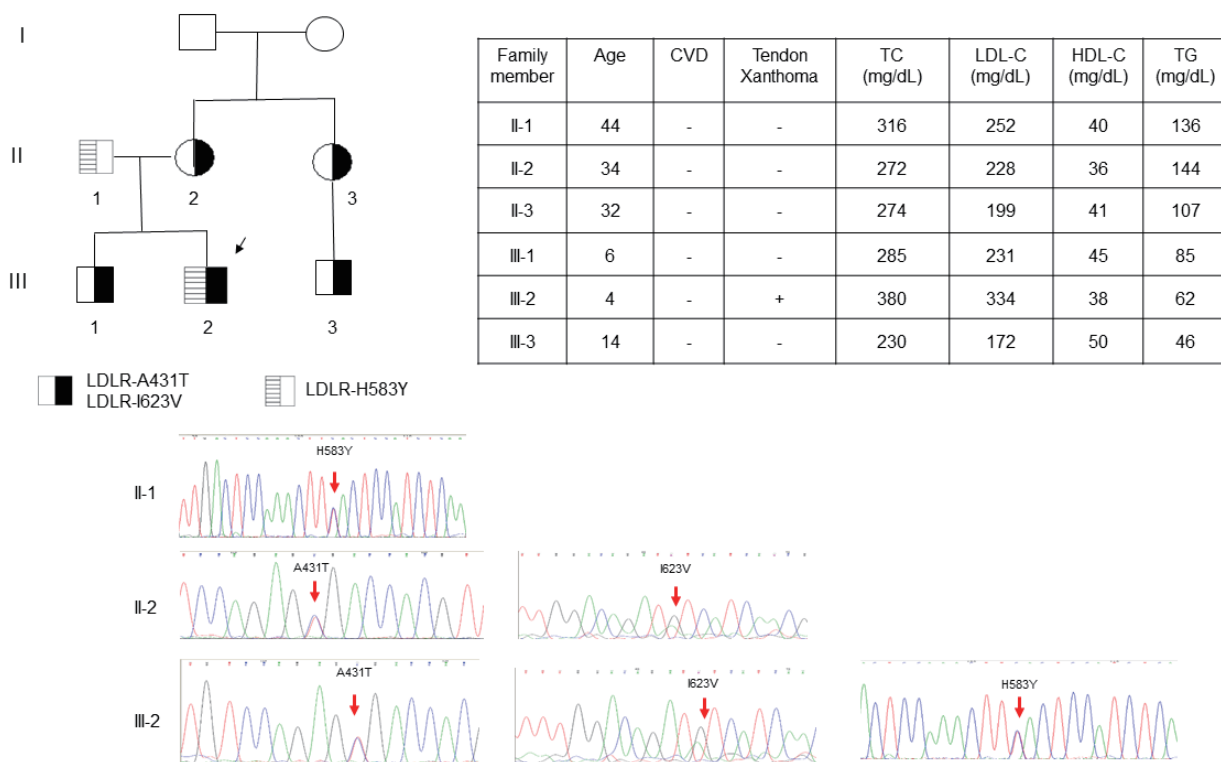 I
II
1
2
3
III
1
2
3
LDLR-A431T
LDLR-I623V
LDLR-H583Y
Family member Age CVD Tendon Xanthoma TC (mg/dL) LDL-C (mg/dL) HDL-C (mg/dL) TG (mg/dL)
II-1 44 - - 316 252 40 136
II-2 34 - - 272 228 36 144
II-3 32 - - 274 199 41 107
III-1 6 - - 285 231 45 85
III-2 4 - + 380 334 38 62
III-3 14 - - 230 172 50 46
II-1
H583Y
II-2
A431T
I623V
III-2
A431T
I623V
H583Y